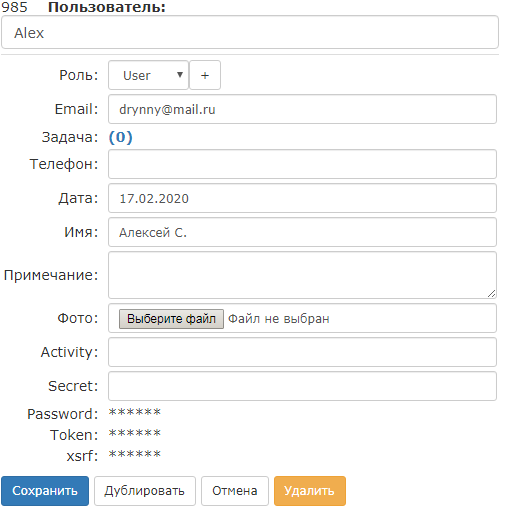 985 Пользователь:
Alex
Роль: User +
Email: drynny@mail.ru
Задача: (0)
Телефон:
Дата: 17.02.2020
Имя: Алексей С.
Примечание:
Фото: Выберите файл Файл не выбран
Activity:
Secret:
Password: ******
Token: ******
xsrf: ******
Сохранить Дублировать Отмена Удалить